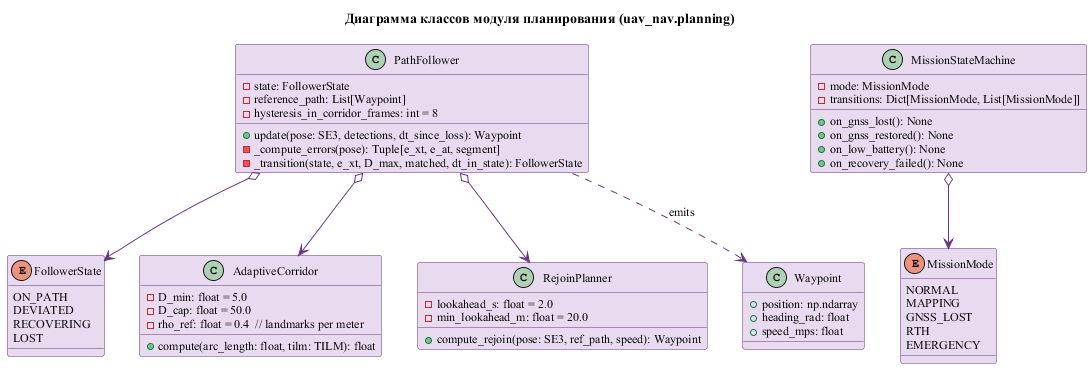 Диаграмма классов модуля планирования (uav_nav.planning)
C PathFollower
state: FollowerState
reference_path: List[Waypoint]
hysteresis_in_corridor_frames: int = 8
update(pose: SE3, detections, dt_since_loss): Waypoint
_compute_errors(pose): Tuple[e_xt, e_at, segment]
_transition(state, e_xt, D_max, matched, dt_in_state): FollowerState
C MissionStateMachine
mode: MissionMode
transitions: Dict[MissionMode, List[MissionMode]]
on_gnss_lost(): None
on_gnss_restored(): None
on_low_battery(): None
on_recovery_failed(): None
emits
E FollowerState
ON_PATH
DEVIATED
RECOVERING
LOST
C AdaptiveCorridor
D_min: float = 5.0
D_cap: float = 50.0
rho_ref: float = 0.4 // landmarks per meter
compute(arc_length: float, tilm: TILM): float
C RejoinPlanner
lookahead_s: float = 2.0
min_lookahead_m: float = 20.0
compute_rejoin(pose: SE3, ref_path, speed): Waypoint
C Waypoint
position: np.ndarray
heading_rad: float
speed_mps: float
E MissionMode
NORMAL
MAPPING
GNSS_LOST
RTH
EMERGENCY